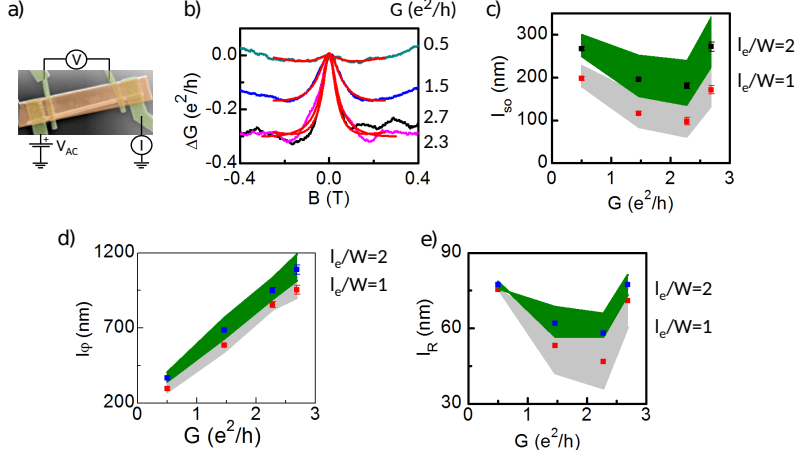 a)
V
V_AC
I
b)
G (e²/h)
0.5
1.5
2.7
2.3
ΔG (e²/h)
0.0
-0.2
-0.4
-0.4 0.0 0.4
B (T)
c)
l_so (nm)
300
200
100
0
0 1 2 3
G (e²/h)
l_e/W=2
l_e/W=1
d)
l_φ (nm)
1200
700
200
0 1 2 3
G (e²/h)
l_e/W=2
l_e/W=1
e)
l_R (nm)
90
60
30
0 1 2 3
G (e²/h)
l_e/W=2
l_e/W=1